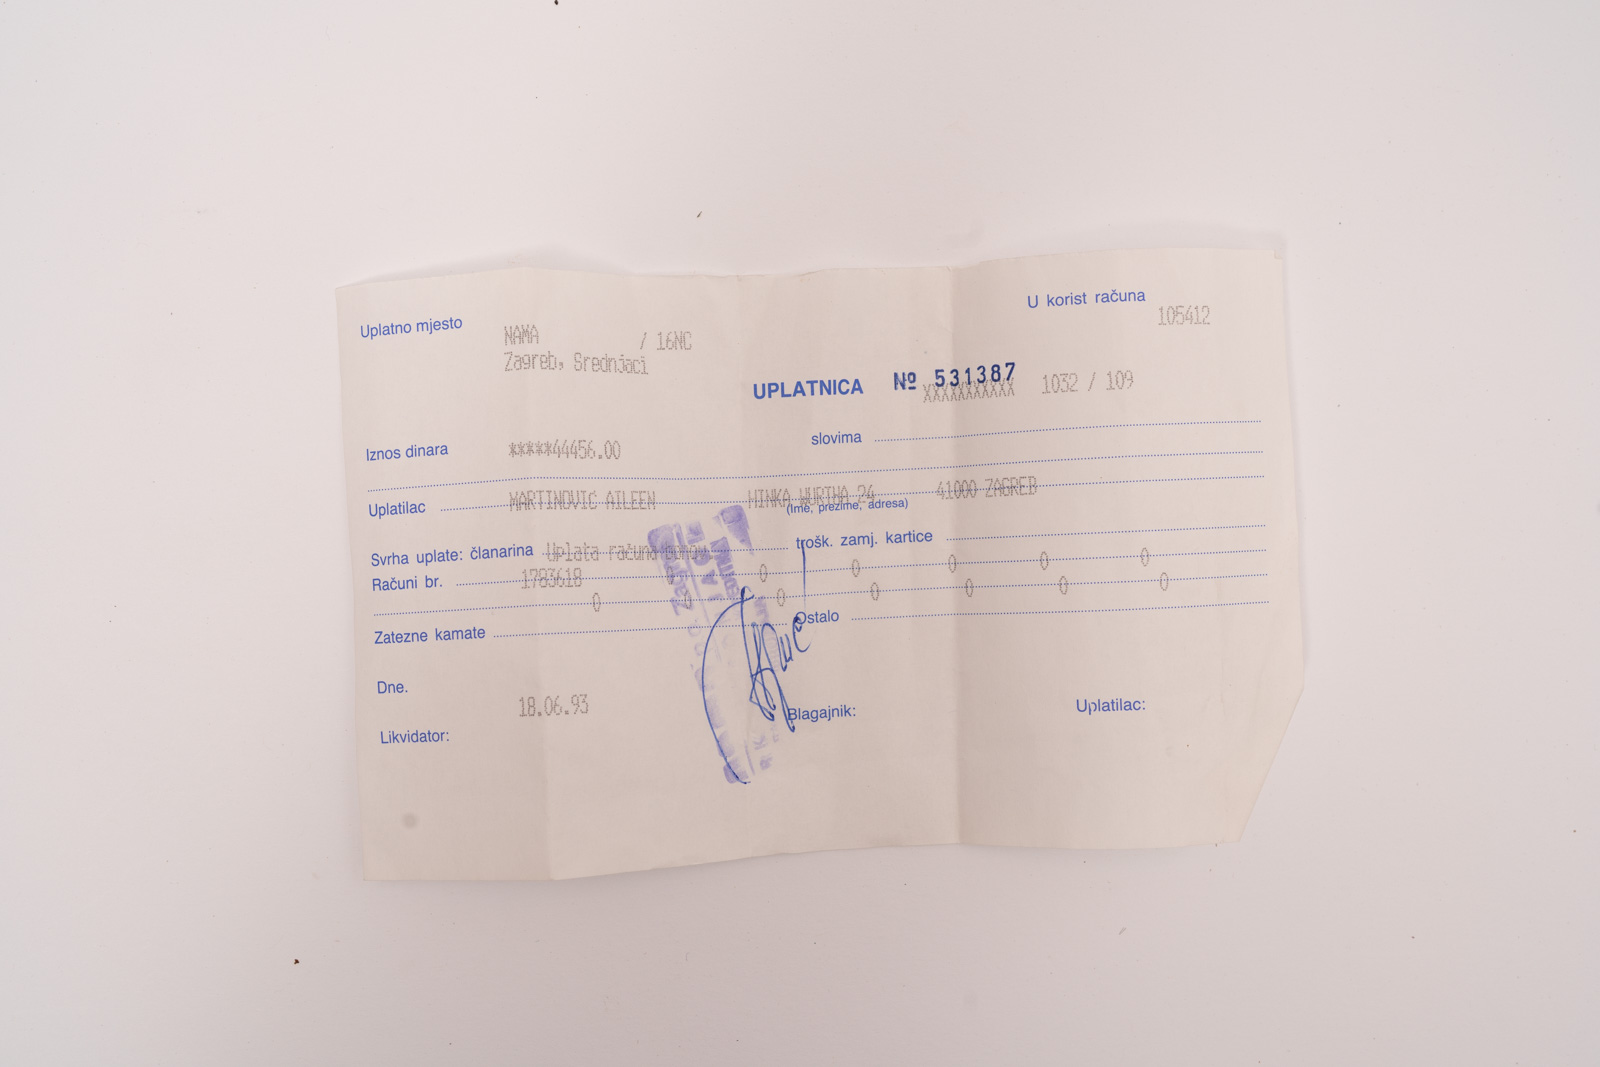 Uplatno mjesto NAMA / 16NC U korist računa 105412
Zagreb, Srednjaci
UPLATNICA Nº 531387 XXXXXXXXXXX 1032 / 109
Iznos dinara *****44456.00 slovima
Uplatilac MARTINOVIĆ AILEEN 24 41000 ZAGREB
(Ime, prezime, adresa)
Svrha uplate: članarina Uplata računa trošk. zamj. kartice
Računi br. 1783618 0 0 0 0 0 0
0 0 0 0 0 0 0
Zatezne kamate Ostalo
Dne. 18.06.93
Likvidator: Blagajnik: Uplatilac: